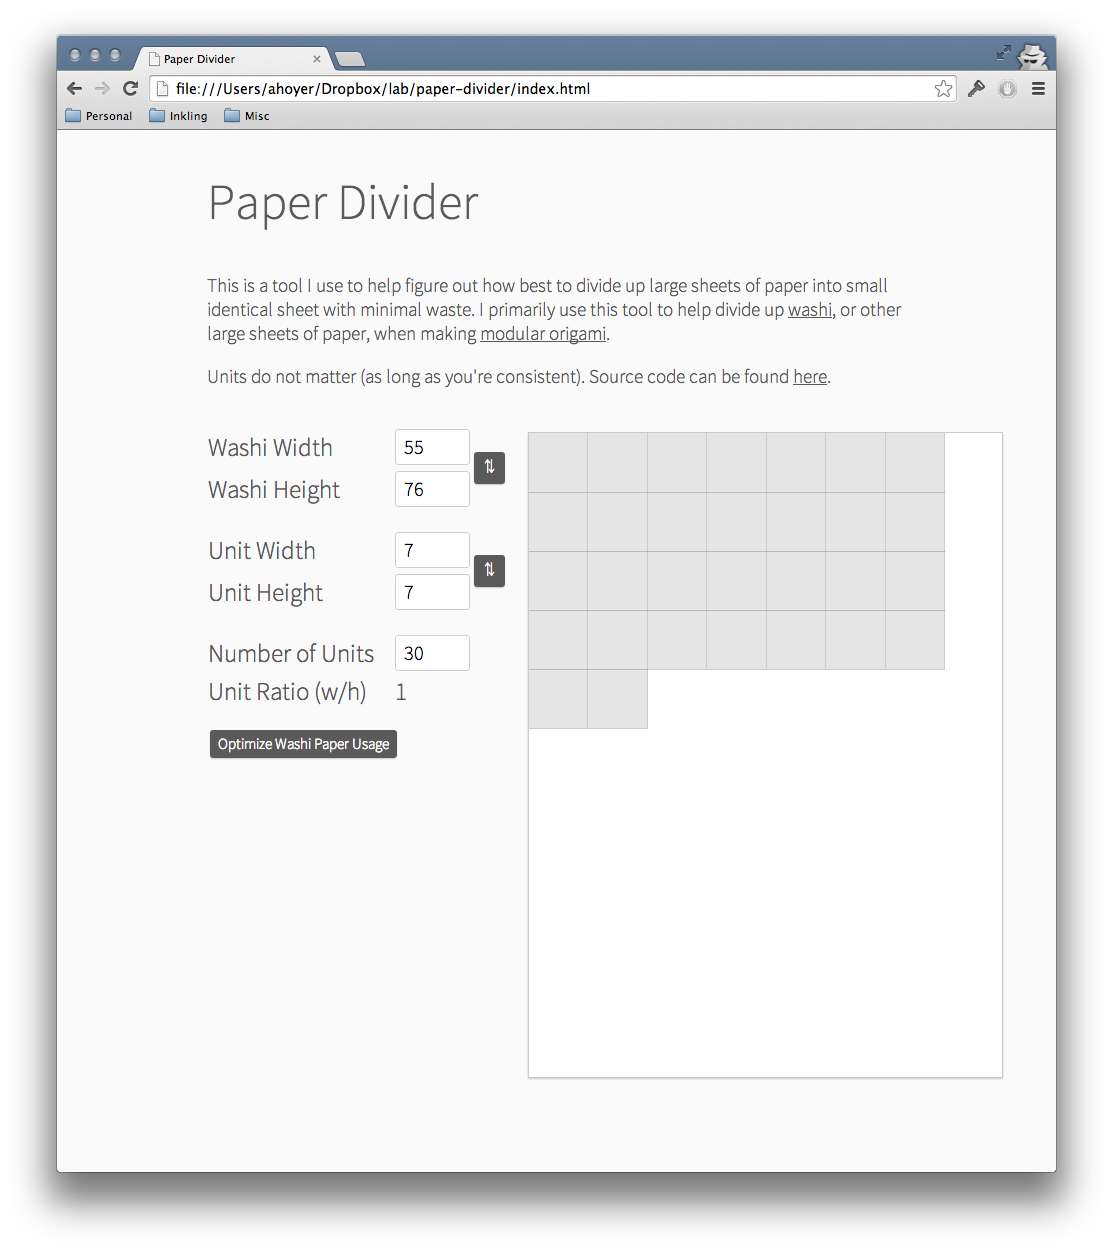 Paper Divider
file:///Users/ahoyer/Dropbox/lab/paper-divider/index.html
Personal Inkling Misc
Paper Divider
This is a tool I use to help figure out how best to divide up large sheets of paper into small
identical sheet with minimal waste. I primarily use this tool to help divide up washi, or other
large sheets of paper, when making modular origami.
Units do not matter (as long as you're consistent). Source code can be found here.
Washi Width 55
Washi Height 76
Unit Width 7
Unit Height 7
Number of Units 30
Unit Ratio (w/h) 1
Optimize Washi Paper Usage